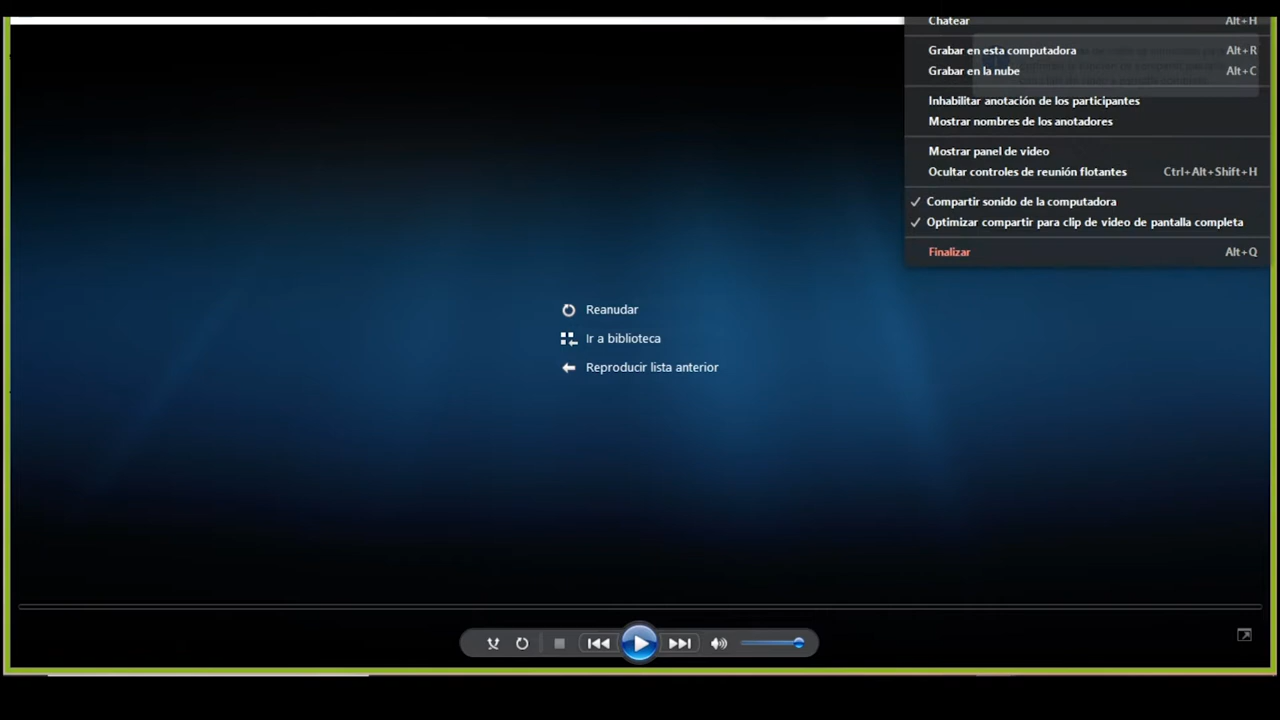 Chatear Alt+H
Grabar en esta computadora Alt+R
Grabar en la nube Alt+C
Inhabilitar anotación de los participantes
Mostrar nombres de los anotadores
Mostrar panel de video
Ocultar controles de reunión flotantes Ctrl+Alt+Shift+H
Compartir sonido de la computadora
Optimizar compartir para clip de video de pantalla completa
Finalizar Alt+Q
Reanudar
Ir a biblioteca
Reproducir lista anterior